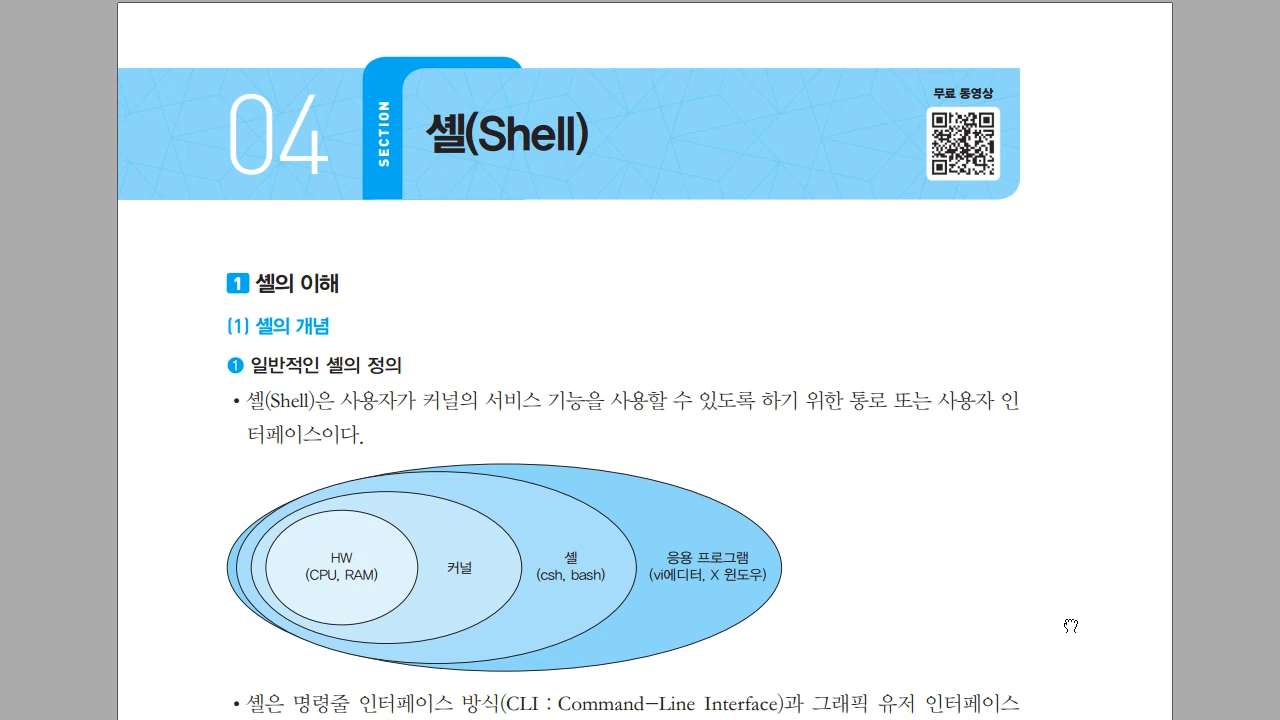 04
SECTION
셸(Shell)
무료 동영상
1 셸의 이해
(1) 셸의 개념
1 일반적인 셸의 정의
• 셸(Shell)은 사용자가 커널의 서비스 기능을 사용할 수 있도록 하기 위한 통로 또는 사용자 인
터페이스이다.
HW
(CPU, RAM)
커널
셸
(csh, bash)
응용 프로그램
(vi에디터, X 윈도우)
• 셸은 명령줄 인터페이스 방식(CLI : Command-Line Interface)과 그래픽 유저 인터페이스